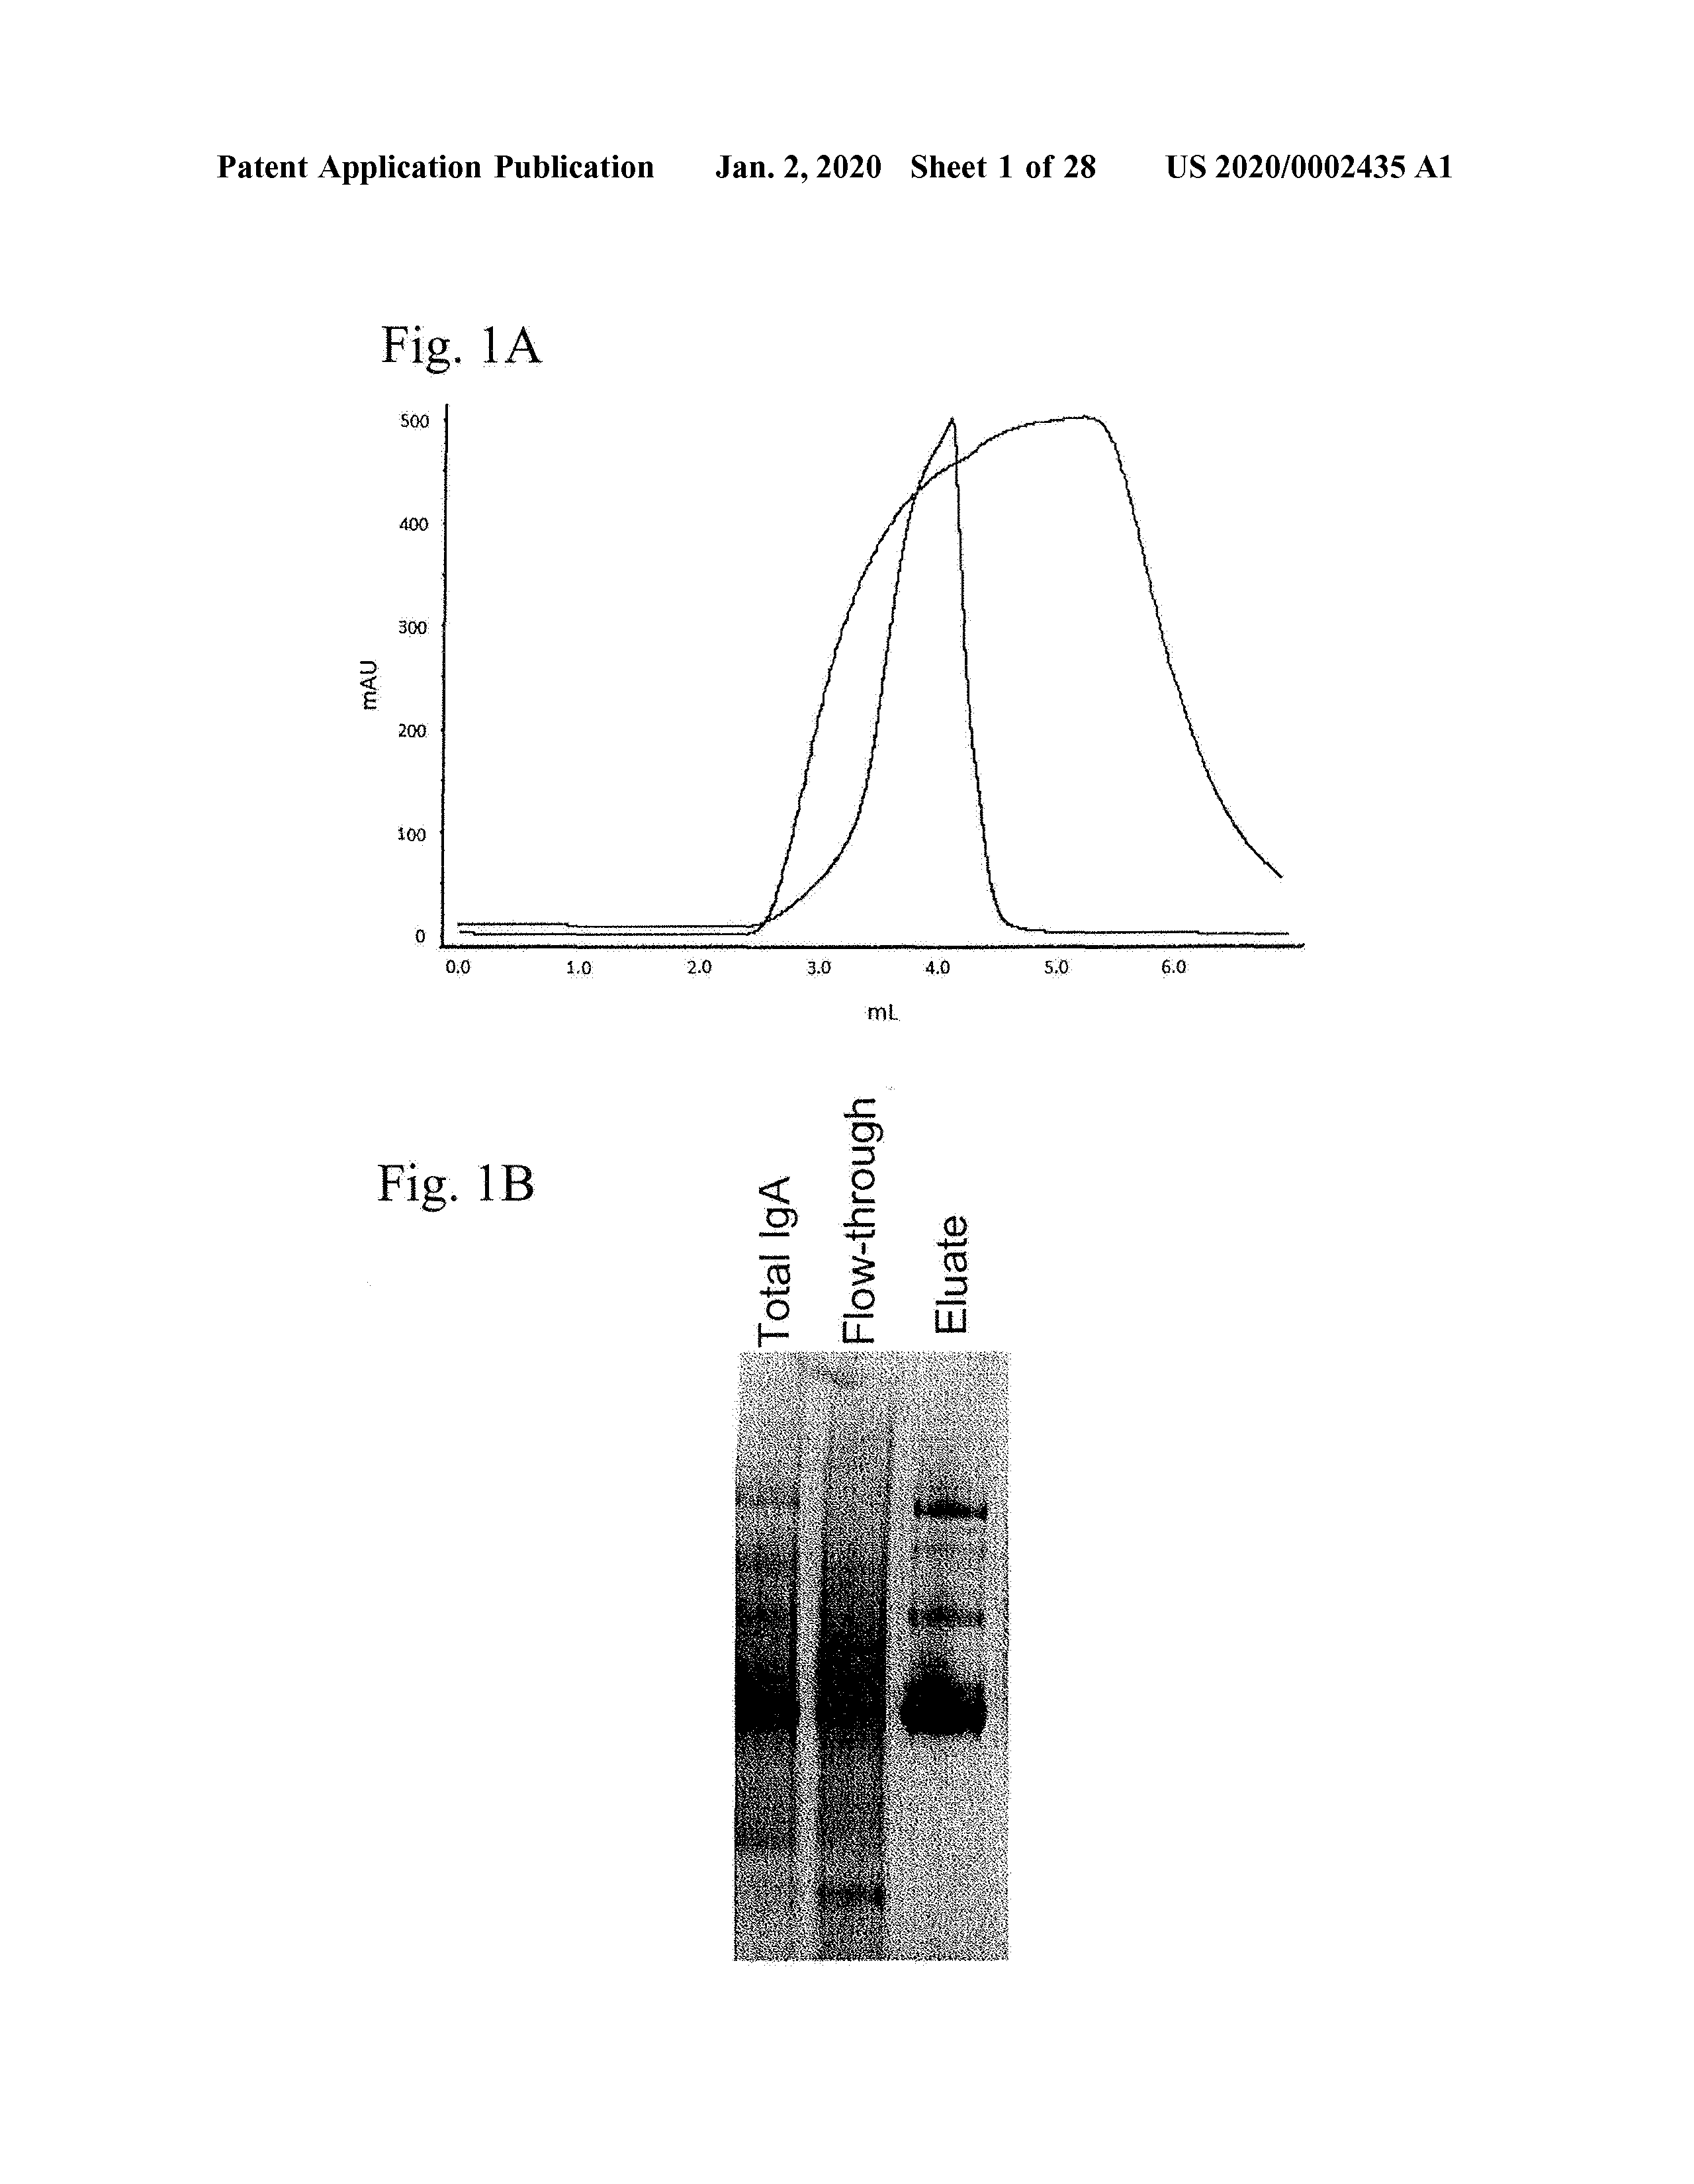 Patent Application Publication Jan. 2, 2020 Sheet 1 of 28 US 2020/0002435 A1
Fig. 1A
500
400
300
200
100
0
mAU
0.0 1.0 2.0 3.0 4.0 5.0 6.0
mL
Fig. 1B
Total IgA
Flow-through
Eluate